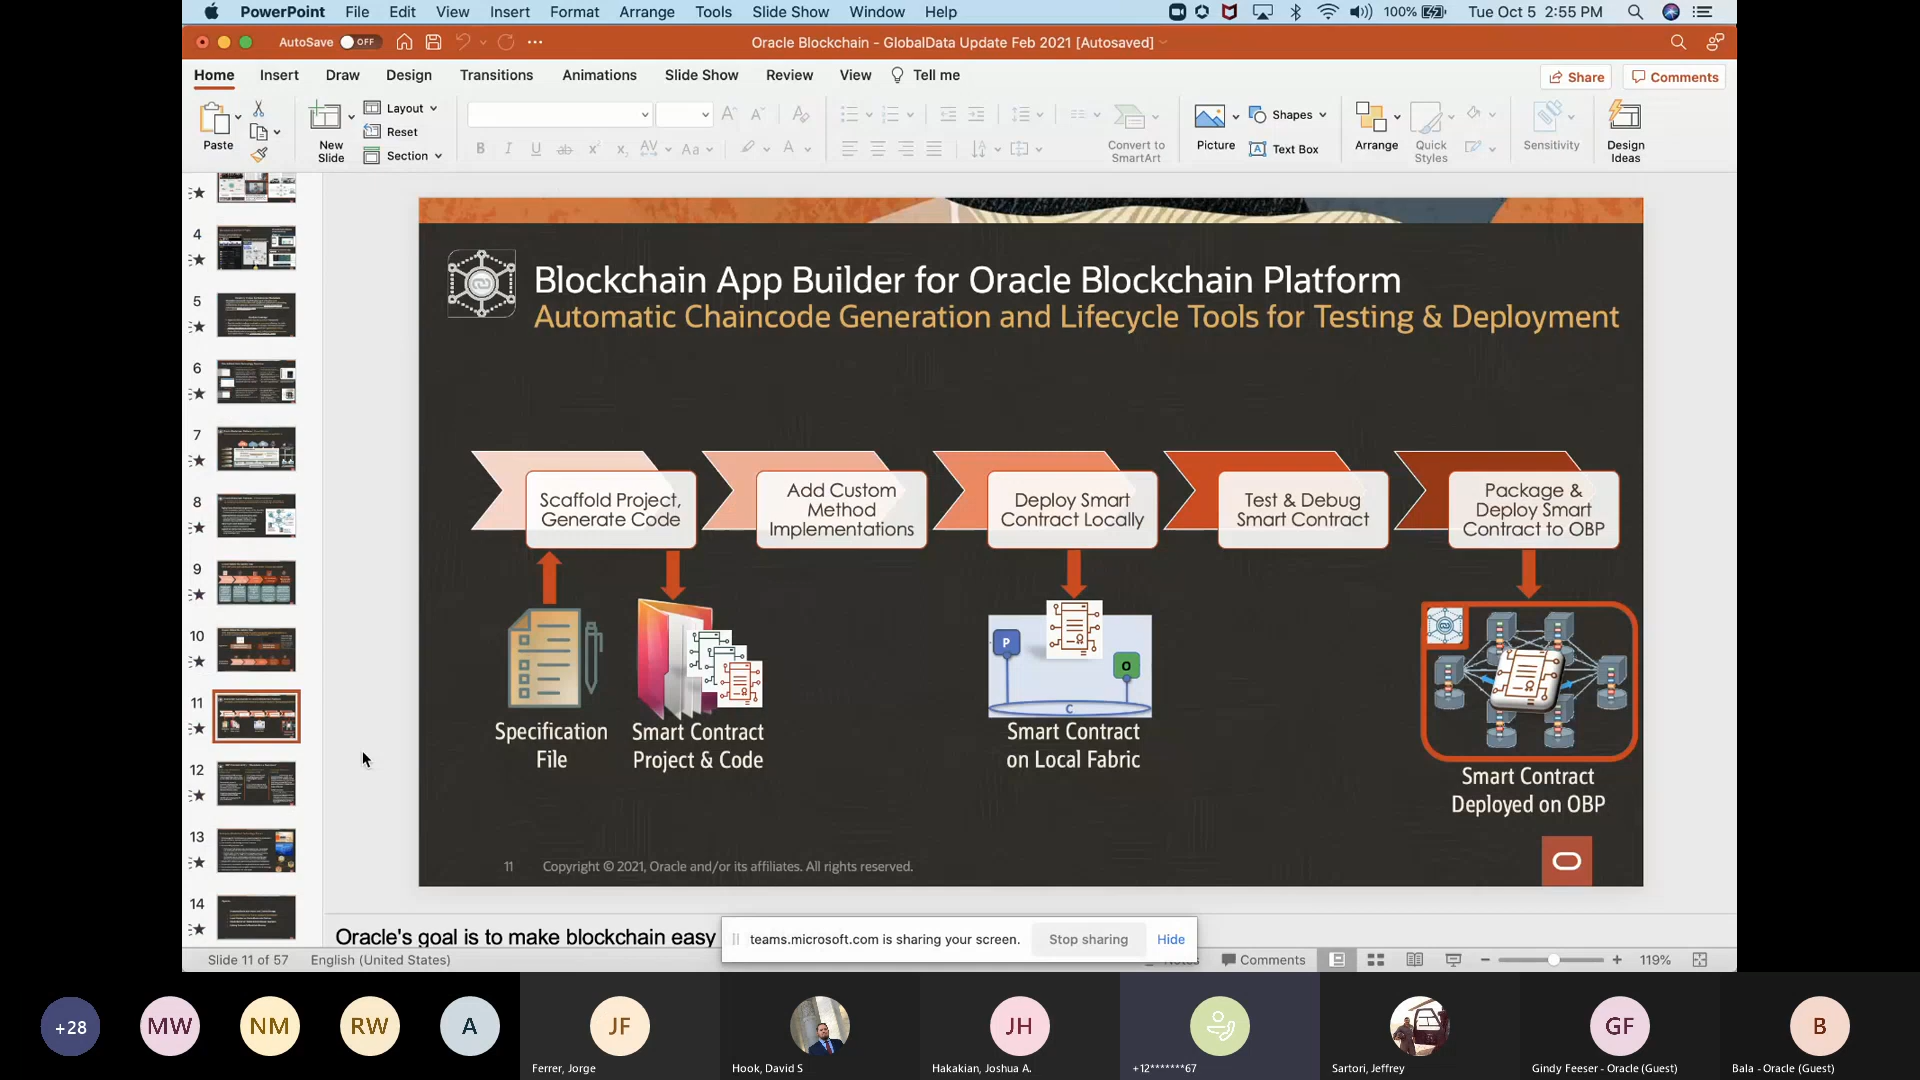 PowerPoint File Edit View Insert Format Arrange Tools Slide Show Window Help 100% Tue Oct 5 2:55 PM
AutoSave OFF Oracle Blockchain - GlobalData Update Feb 2021 [Autosaved]
Home Insert Draw Design Transitions Animations Slide Show Review View Tell me Share Comments
Paste
New
Slide
Layout
Reset
Section
B I U ab x² x₂ AV Aa A
Convert to
SmartArt
Picture
Shapes
Text Box
Arrange
Quick
Styles
Sensitivity
Design
Ideas
4
5
6
7
8
9
10
11
12
13
14
Blockchain App Builder for Oracle Blockchain Platform
Automatic Chaincode Generation and Lifecycle Tools for Testing & Deployment
Scaffold Project,
Generate Code
Add Custom
Method
Implementations
Deploy Smart
Contract Locally
Test & Debug
Smart Contract
Package &
Deploy Smart
Contract to OBP
P
O
C
Specification
File
Smart Contract
Project & Code
Smart Contract
on Local Fabric
Smart Contract
Deployed on OBP
11 Copyright © 2021, Oracle and/or its affiliates. All rights reserved.
Oracle's goal is to make blockchain easy
teams.microsoft.com is sharing your screen. Stop sharing Hide
Slide 11 of 57 English (United States) Notes Comments 119%
+28 MW NM RW A JF JH GF B
Ferrer, Jorge Hook, David S Hakakian, Joshua A. +12*******67 Sartori, Jeffrey Gindy Feeser - Oracle (Guest) Bala - Oracle (Guest)